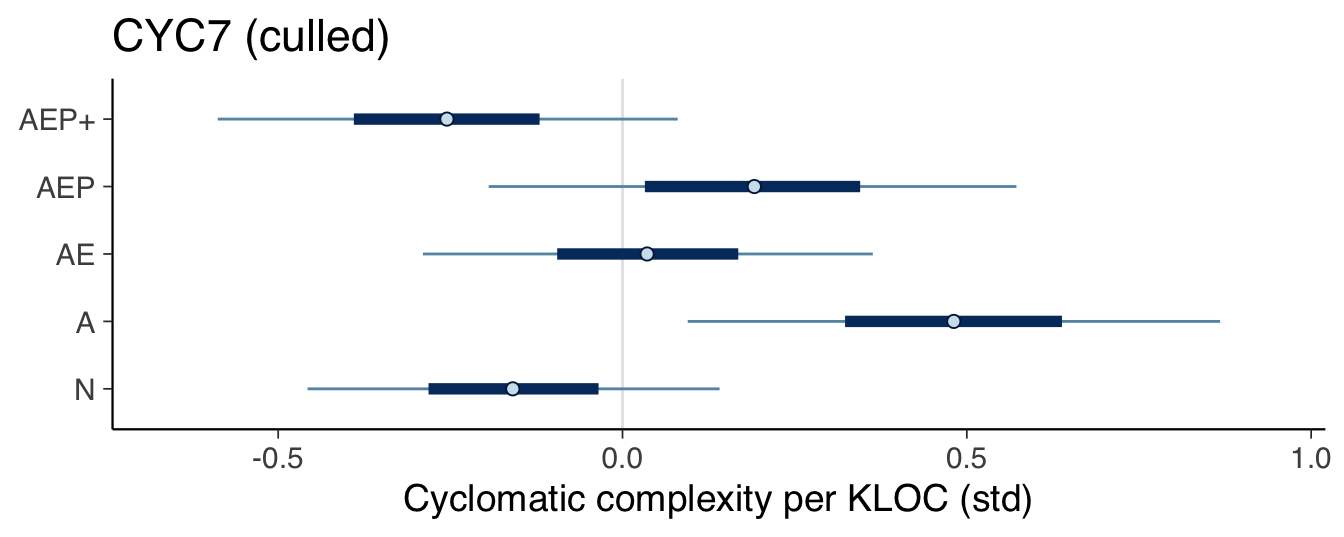 CYC7 (culled)
AEP+
AEP
AE
A
N
-0.5 0.0 0.5 1.0
Cyclomatic complexity per KLOC (std)